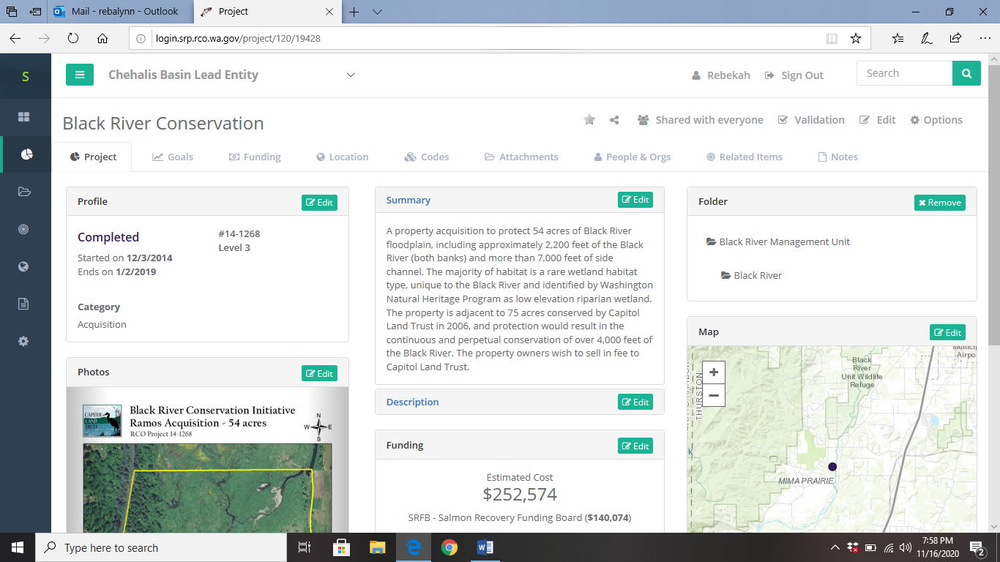 Mail - rebalynn - Outlook
Project
login.srp.rco.wa.gov/project/120/19428
S
Chehalis Basin Lead Entity
Rebekah
Sign Out
Search
Black River Conservation
Shared with everyone
Validation
Edit
Options
Project
Goals
Funding
Location
Codes
Attachments
People & Orgs
Related Items
Notes
Profile
Edit
Completed
#14-1268
Level 3
Started on 12/3/2014
Ends on 1/2/2019
Category
Acquisition
Photos
Edit
CAPITOL
LAND
TRUST
Black River Conservation Initiative
Ramos Acquisition - 54 acres
RCO Project 14-1268
N
W
E
S
Summary
Edit
A property acquisition to protect 54 acres of Black River
floodplain, including approximately 2,200 feet of the Black
River (both banks) and more than 7,000 feet of side
channel. The majority of habitat is a rare wetland habitat
type, unique to the Black River and identified by Washington
Natural Heritage Program as low elevation riparian wetland.
The property is adjacent to 75 acres conserved by Capitol
Land Trust in 2006, and protection would result in the
continuous and perpetual conservation of over 4,000 feet of
the Black River. The property owners wish to sell in fee to
Capitol Land Trust.
Description
Edit
Funding
Edit
Estimated Cost
$252,574
SRFB - Salmon Recovery Funding Board ($140,074)
Folder
Remove
Black River Management Unit
Black River
Map
Edit
+
−
THURSTON
Black
River
Unit Wildlife
Refuge
Airpo
MIMA PRAIRIE
Type here to search
7:58 PM
11/16/2020
2